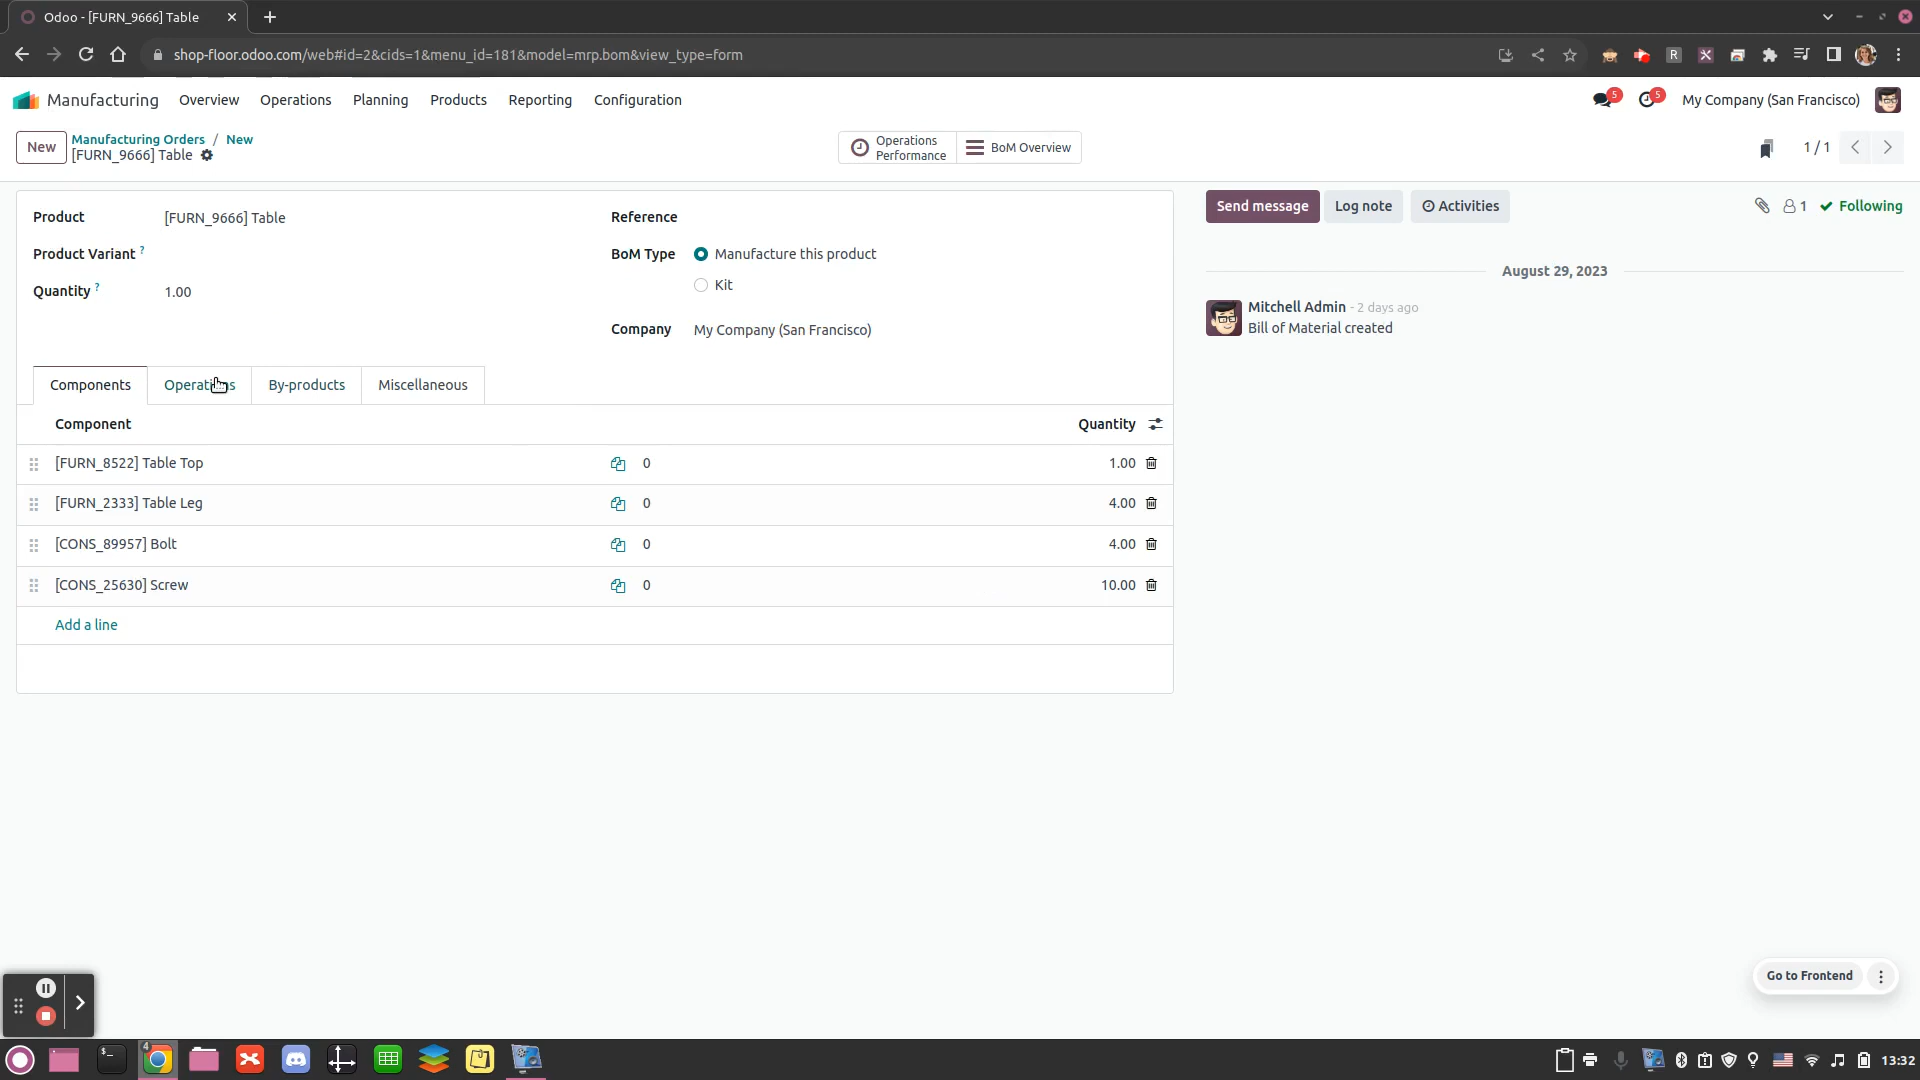 Odoo - [FURN_9666] Table
shop-floor.odoo.com/web#id=2&cids=1&menu_id=181&model=mrp.bom&view_type=form
R
Manufacturing Overview Operations Planning Products Reporting Configuration
5 5 My Company (San Francisco)
New
Manufacturing Orders / New
[FURN_9666] Table
Operations
Performance
BoM Overview
1 / 1
Product [FURN_9666] Table
Reference
Product Variant ?
BoM Type Manufacture this product
Kit
Quantity ? 1.00
Company My Company (San Francisco)
Send message Log note Activities
1 Following
August 29, 2023
Mitchell Admin - 2 days ago
Bill of Material created
Components Operations By-products Miscellaneous
Component Quantity
[FURN_8522] Table Top 0 1.00
[FURN_2333] Table Leg 0 4.00
[CONS_89957] Bolt 0 4.00
[CONS_25630] Screw 0 10.00
Add a line
Go to Frontend
4
13:32